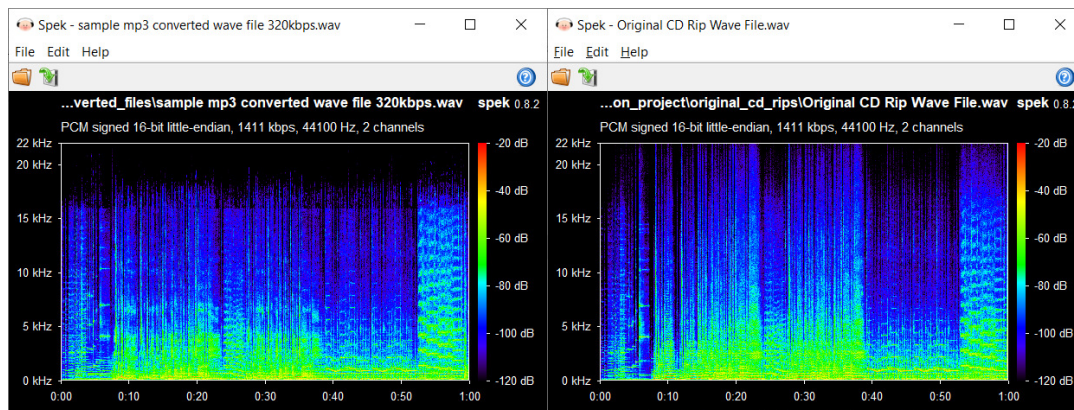 Spek - sample mp3 converted wave file 320kbps.wav
File Edit Help
...verted_files\sample mp3 converted wave file 320kbps.wav spek 0.8.2
PCM signed 16-bit little-endian, 1411 kbps, 44100 Hz, 2 channels
22 kHz
20 kHz
15 kHz
10 kHz
5 kHz
0 kHz
0:00 0:10 0:20 0:30 0:40 0:50 1:00
-20 dB
-40 dB
-60 dB
-80 dB
-100 dB
-120 dB
Spek - Original CD Rip Wave File.wav
File Edit Help
...on_project\original_cd_rips\Original CD Rip Wave File.wav spek 0.8.2
PCM signed 16-bit little-endian, 1411 kbps, 44100 Hz, 2 channels
22 kHz
20 kHz
15 kHz
10 kHz
5 kHz
0 kHz
0:00 0:10 0:20 0:30 0:40 0:50 1:00
-20 dB
-40 dB
-60 dB
-80 dB
-100 dB
-120 dB